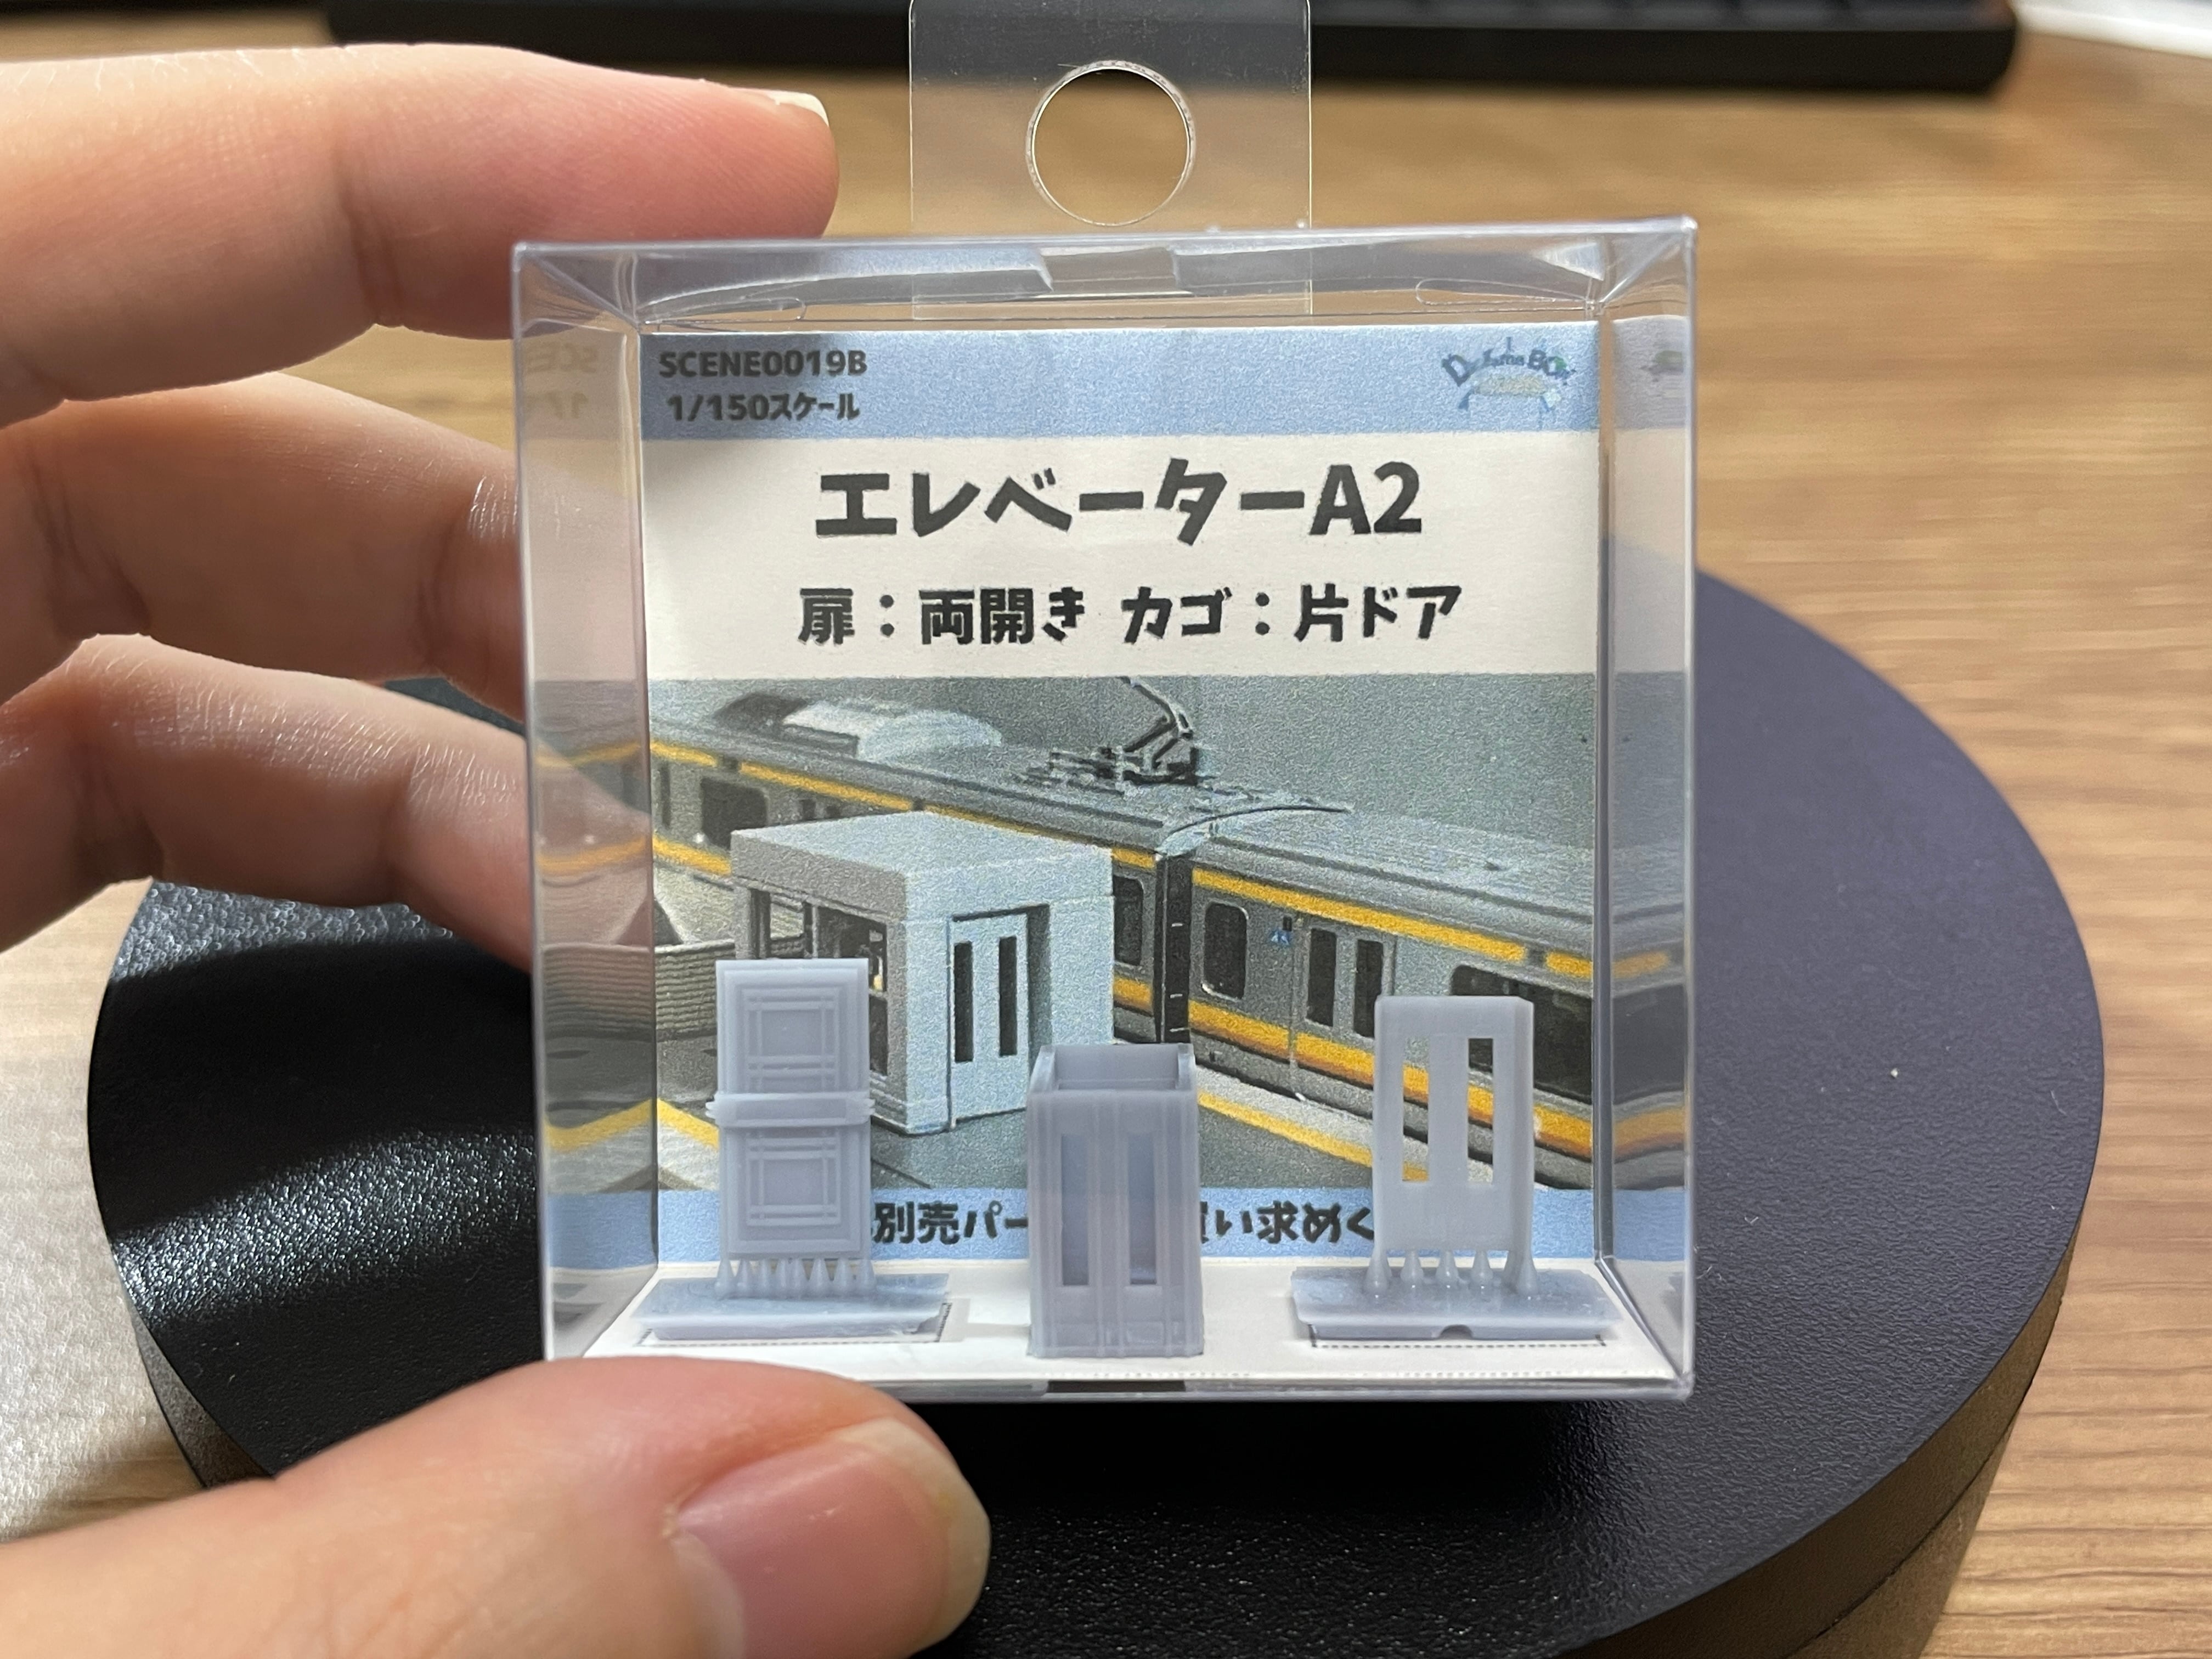 SCENE0019B
1/150スケール
エレベーターA2
扉：両開き カゴ：片ドア
別売パー い求めく